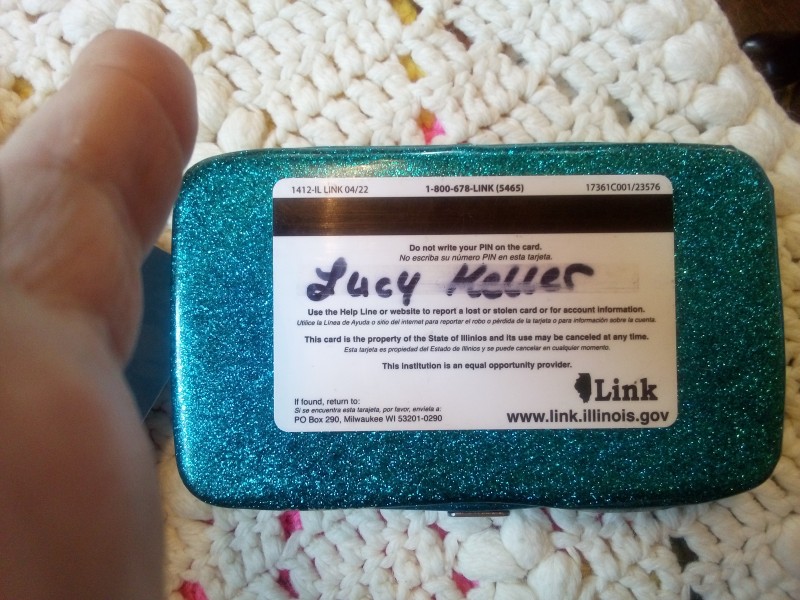 1412-IL LINK 04/22 1-800-678-LINK (5465) 17361C001/23576
Do not write your PIN on the card.
No escriba su número PIN en esta tarjeta.
Lucy Keller
Use the Help Line or website to report a lost or stolen card or for account information.
Utilice la Línea de Ayuda o sitio del internet para reportar el robo o pérdida de la tarjeta o para información sobre la cuenta.
This card is the property of the State of Illinios and its use may be canceled at any time.
Esta tarjeta es propiedad del Estado de Illinios y se puede cancelar en cualquier momento.
This institution is an equal opportunity provider.
Link
If found, return to:
Si se encuentra esta tarajeta, por favor, envíela a:
PO Box 290, Milwaukee WI 53201-0290
www.link.illinois.gov